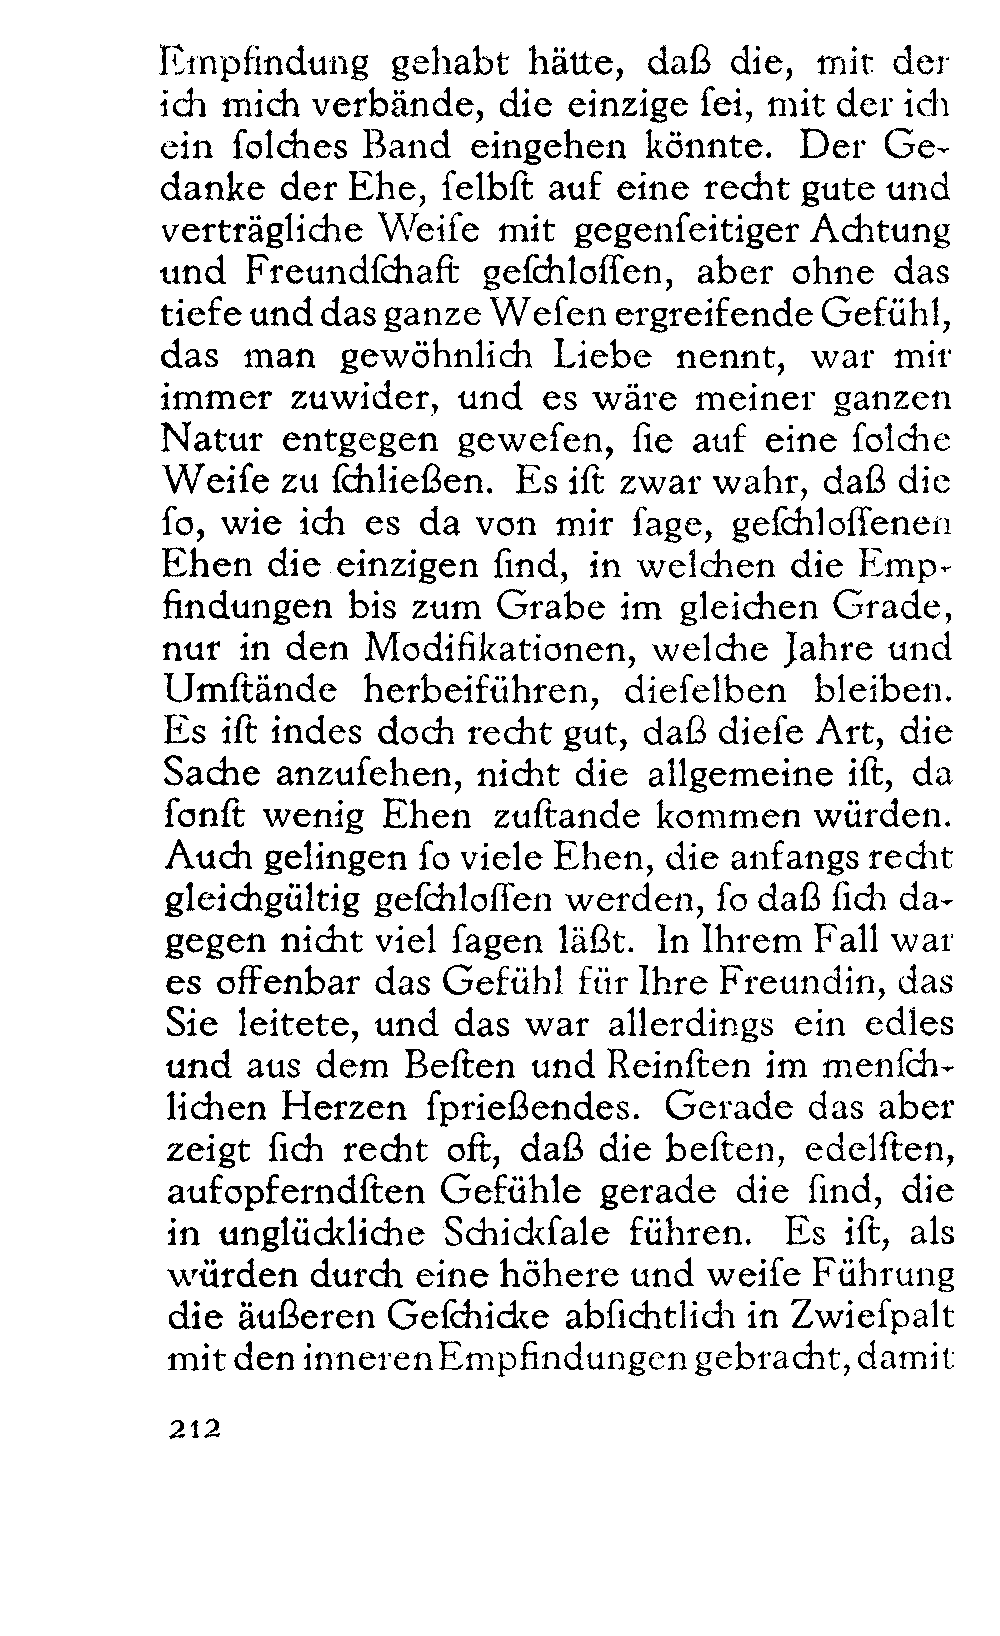 Empfindung gehabt hätte, daß die, mit der
ich mich verbände, die einzige ſei, mit der ich
ein ſolches Band eingehen könnte. Der Ge-
danke der Ehe, ſelbſt auf eine recht gute und
verträgliche Weiſe mit gegenſeitiger Achtung
und Freundſchaft geſchloſſen, aber ohne das
tiefe und das ganze Weſen ergreifende Gefühl,
das man gewöhnlich Liebe nennt, war mir
immer zuwider, und es wäre meiner ganzen
Natur entgegen geweſen, ſie auf eine ſolche
Weiſe zu ſchließen. Es iſt zwar wahr, daß die
ſo, wie ich es da von mir ſage, geſchloſſenen
Ehen die einzigen ſind, in welchen die Emp-
findungen bis zum Grabe im gleichen Grade,
nur in den Modifikationen, welche Jahre und
Umſtände herbeiführen, dieſelben bleiben.
Es iſt indes doch recht gut, daß dieſe Art, die
Sache anzuſehen, nicht die allgemeine iſt, da
ſonſt wenig Ehen zuſtande kommen würden.
Auch gelingen ſo viele Ehen, die anfangs recht
gleichgültig geſchloſſen werden, ſo daß ſich da-
gegen nicht viel ſagen läßt. In Ihrem Fall war
es offenbar das Gefühl für Ihre Freundin, das
Sie leitete, und das war allerdings ein edles
und aus dem Beſten und Reinſten im menſch-
lichen Herzen ſprießendes. Gerade das aber
zeigt ſich recht oft, daß die beſten, edelſten,
aufopferndſten Gefühle gerade die ſind, die
in unglückliche Schickſale führen. Es iſt, als
würden durch eine höhere und weiſe Führung
die äußeren Geſchicke abſichtlich in Zwieſpalt
mit den inneren Empfindungen gebracht, damit
212